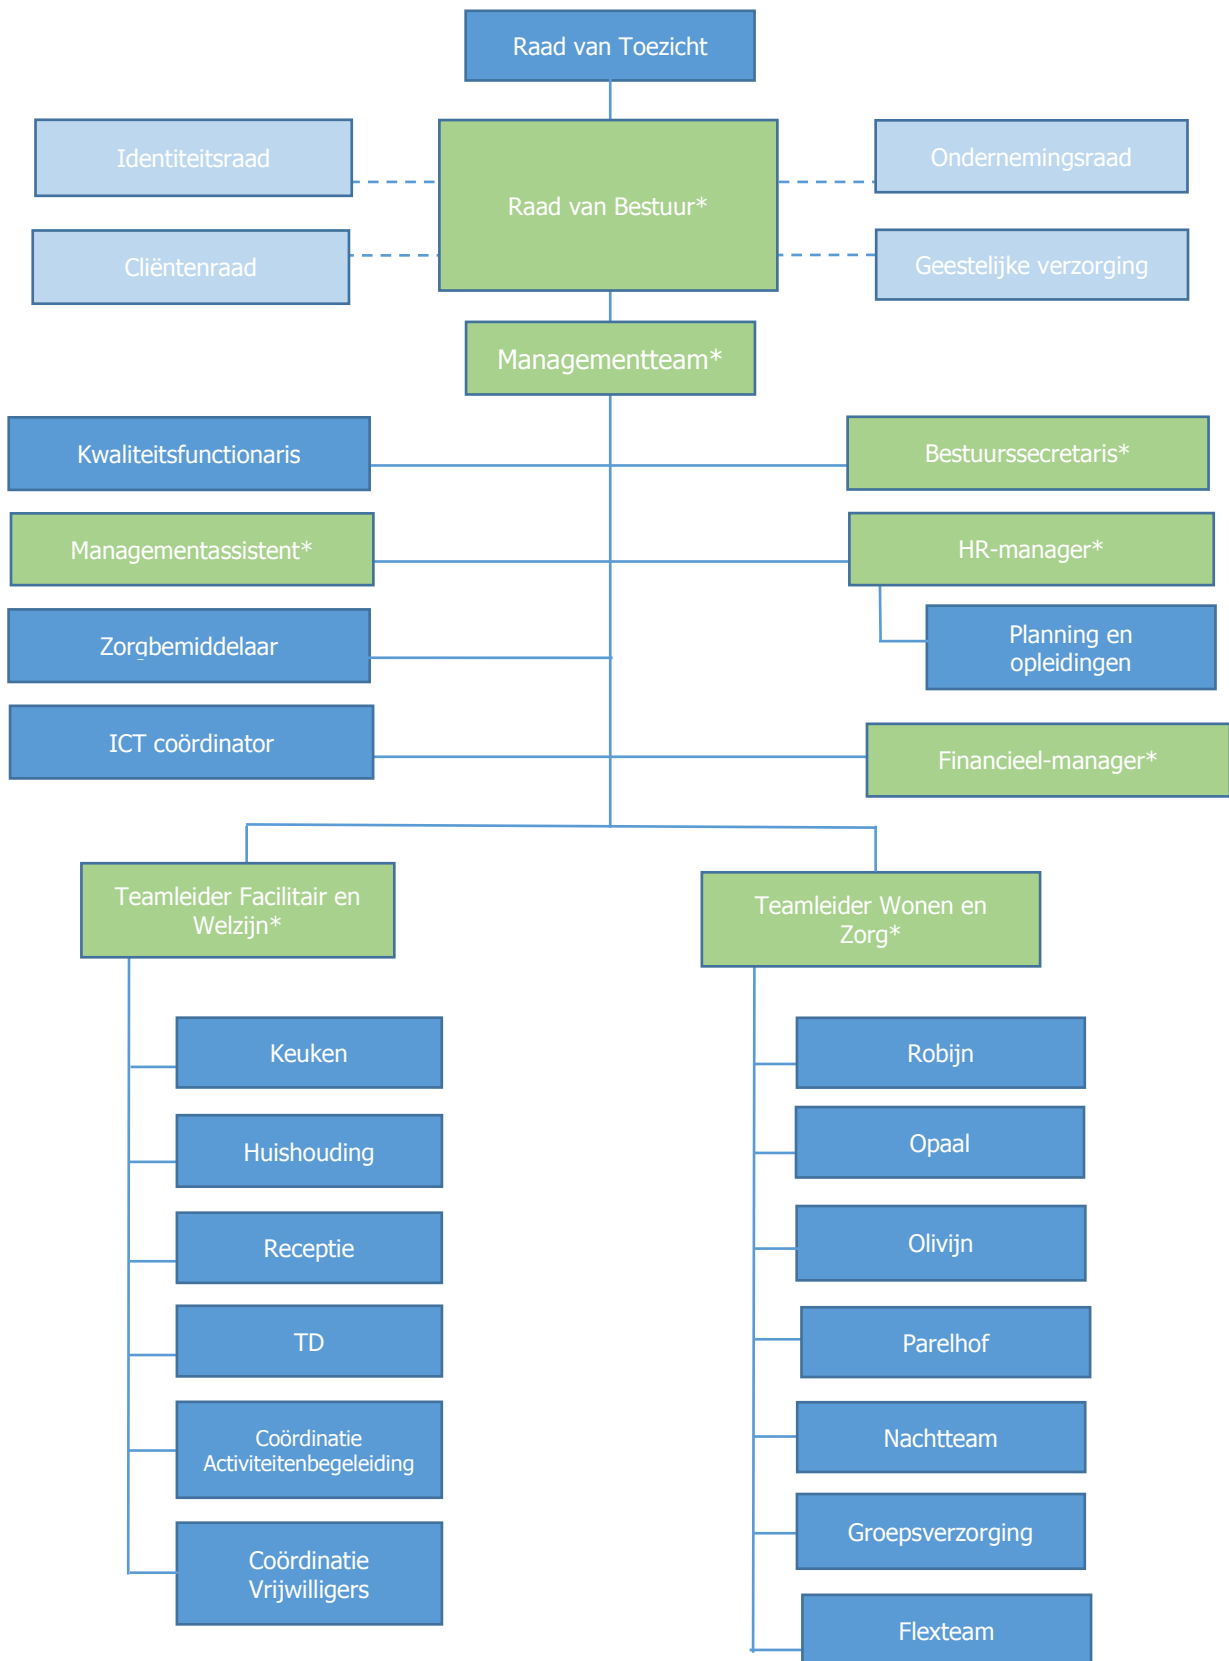 Raad van Toezicht
Identiteitsraad
Ondernemingsraad
Raad van Bestuur*
Cliëntenraad
Geestelijke verzorging
Managementteam*
Kwaliteitsfunctionaris
Bestuurssecretaris*
Managementassistent*
HR-manager*
Zorgbemiddelaar
Planning en
opleidingen
ICT coördinator
Financieel-manager*
Teamleider Facilitair en
Welzijn*
Teamleider Wonen en
Zorg*
Keuken
Huishouding
Receptie
TD
Coördinatie
Activiteitenbegeleiding
Coördinatie
Vrijwilligers
Robijn
Opaal
Olivijn
Parelhof
Nachtteam
Groepsverzorging
Flexteam